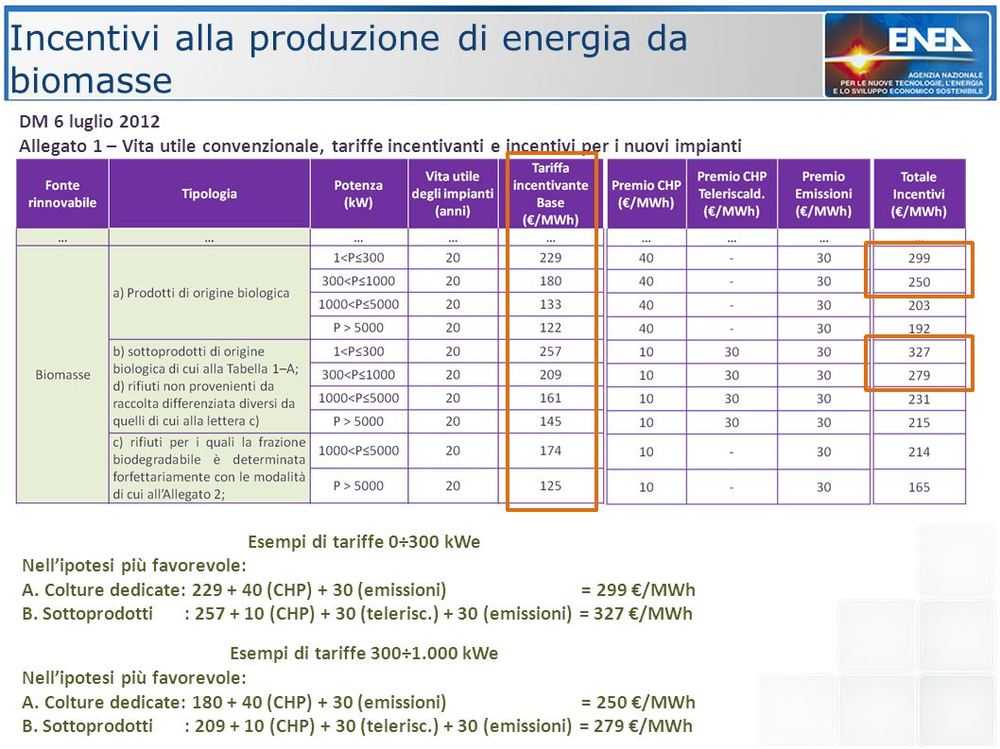 Incentivi alla produzione di energia da
biomasse
ENEA
AGENZIA NAZIONALE
PER LE NUOVE TECNOLOGIE, L'ENERGIA
E LO SVILUPPO ECONOMICO SOSTENIBILE
DM 6 luglio 2012
Allegato 1 – Vita utile convenzionale, tariffe incentivanti e incentivi per i nuovi impianti
Fonte rinnovabile | Tipologia | Potenza (kW) | Vita utile degli impianti (anni) | Tariffa incentivante Base (€/MWh) | Premio CHP (€/MWh) | Premio CHP Teleriscald. (€/MWh) | Premio Emissioni (€/MWh) | Totale Incentivi (€/MWh)
... | ... | ... | ... | ... | ... | ... | ... | ...
Biomasse
a) Prodotti di origine biologica
1<P≤300 | 20 | 229 | 40 | - | 30 | 299
300<P≤1000 | 20 | 180 | 40 | - | 30 | 250
1000<P≤5000 | 20 | 133 | 40 | - | 30 | 203
P > 5000 | 20 | 122 | 40 | - | 30 | 192
b) sottoprodotti di origine
biologica di cui alla Tabella 1–A;
d) rifiuti non provenienti da
raccolta differenziata diversi da
quelli di cui alla lettera c)
1<P≤300 | 20 | 257 | 10 | 30 | 30 | 327
300<P≤1000 | 20 | 209 | 10 | 30 | 30 | 279
1000<P≤5000 | 20 | 161 | 10 | 30 | 30 | 231
P > 5000 | 20 | 145 | 10 | 30 | 30 | 215
c) rifiuti per i quali la frazione
biodegradabile è determinata
forfettariamente con le modalità
di cui all'Allegato 2;
1000<P≤5000 | 20 | 174 | 10 | - | 30 | 214
P > 5000 | 20 | 125 | 10 | - | 30 | 165
Esempi di tariffe 0÷300 kWe
Nell'ipotesi più favorevole:
A. Colture dedicate: 229 + 40 (CHP) + 30 (emissioni) = 299 €/MWh
B. Sottoprodotti : 257 + 10 (CHP) + 30 (telerisc.) + 30 (emissioni) = 327 €/MWh
Esempi di tariffe 300÷1.000 kWe
Nell'ipotesi più favorevole:
A. Colture dedicate: 180 + 40 (CHP) + 30 (emissioni) = 250 €/MWh
B. Sottoprodotti : 209 + 10 (CHP) + 30 (telerisc.) + 30 (emissioni) = 279 €/MWh